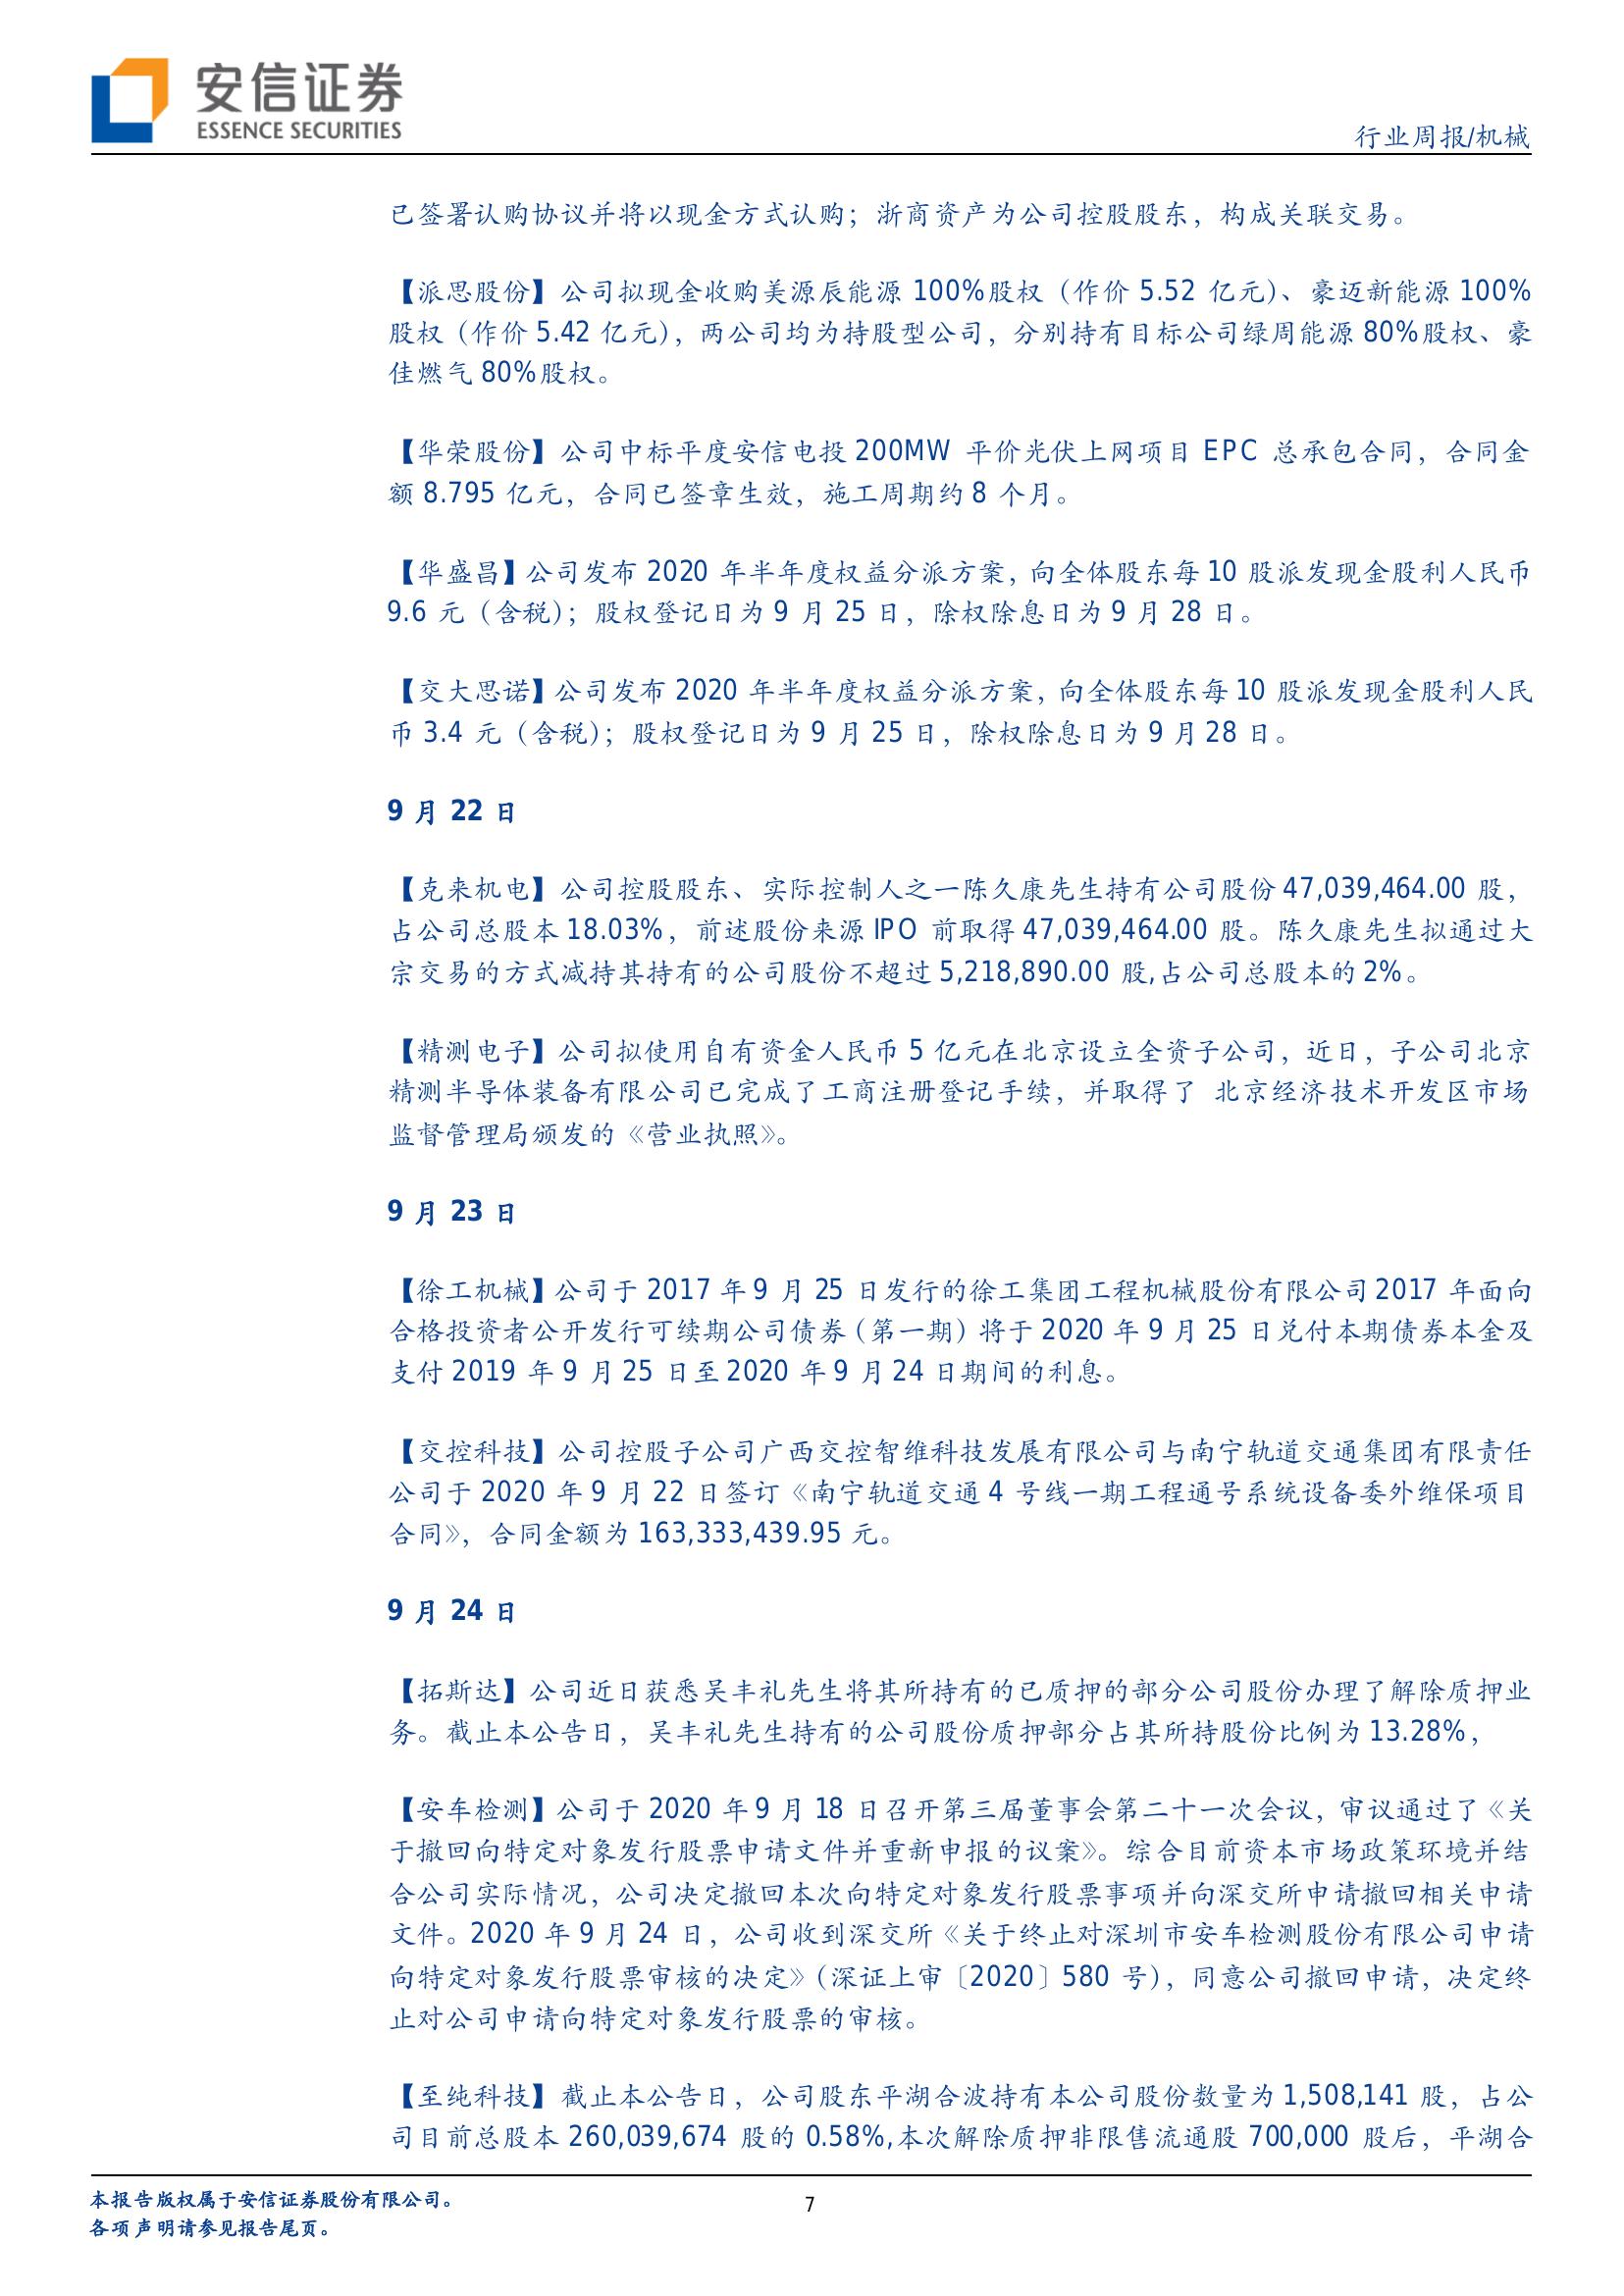 安信证券
ESSENCE SECURITIES
行业周报/机械
已签署认购协议并将以现金方式认购；浙商资产为公司控股股东，构成关联交易。
【派思股份】公司拟现金收购美源辰能源 100%股权（作价 5.52 亿元）、豪迈新能源 100%
股权（作价 5.42 亿元），两公司均为持股型公司，分别持有目标公司绿周能源 80%股权、豪
佳燃气 80%股权。
【华荣股份】公司中标平度安信电投 200MW 平价光伏上网项目 EPC 总承包合同，合同金
额 8.795 亿元，合同已签章生效，施工周期约 8 个月。
【华盛昌】公司发布 2020 年半年度权益分派方案，向全体股东每 10 股派发现金股利人民币
9.6 元（含税）；股权登记日为 9 月 25 日，除权除息日为 9 月 28 日。
【交大思诺】公司发布 2020 年半年度权益分派方案，向全体股东每 10 股派发现金股利人民
币 3.4 元（含税）；股权登记日为 9 月 25 日，除权除息日为 9 月 28 日。
9 月 22 日
【克来机电】公司控股股东、实际控制人之一陈久康先生持有公司股份 47,039,464.00 股，
占公司总股本 18.03%，前述股份来源 IPO 前取得 47,039,464.00 股。陈久康先生拟通过大
宗交易的方式减持其持有的公司股份不超过 5,218,890.00 股,占公司总股本的 2%。
【精测电子】公司拟使用自有资金人民币 5 亿元在北京设立全资子公司，近日，子公司北京
精测半导体装备有限公司已完成了工商注册登记手续，并取得了 北京经济技术开发区市场
监督管理局颁发的《营业执照》。
9 月 23 日
【徐工机械】公司于 2017 年 9 月 25 日发行的徐工集团工程机械股份有限公司 2017 年面向
合格投资者公开发行可续期公司债券（第一期）将于 2020 年 9 月 25 日兑付本期债券本金及
支付 2019 年 9 月 25 日至 2020 年 9 月 24 日期间的利息。
【交控科技】公司控股子公司广西交控智维科技发展有限公司与南宁轨道交通集团有限责任
公司于 2020 年 9 月 22 日签订《南宁轨道交通 4 号线一期工程通号系统设备委外维保项目
合同》，合同金额为 163,333,439.95 元。
9 月 24 日
【拓斯达】公司近日获悉吴丰礼先生将其所持有的已质押的部分公司股份办理了解除质押业
务。截止本公告日，吴丰礼先生持有的公司股份质押部分占其所持股份比例为 13.28%，
【安车检测】公司于 2020 年 9 月 18 日召开第三届董事会第二十一次会议，审议通过了《关
于撤回向特定对象发行股票申请文件并重新申报的议案》。综合目前资本市场政策环境并结
合公司实际情况，公司决定撤回本次向特定对象发行股票事项并向深交所申请撤回相关申请
文件。2020 年 9 月 24 日，公司收到深交所《关于终止对深圳市安车检测股份有限公司申请
向特定对象发行股票审核的决定》（深证上审〔2020〕580 号），同意公司撤回申请，决定终
止对公司申请向特定对象发行股票的审核。
【至纯科技】截止本公告日，公司股东平湖合波持有本公司股份数量为 1,508,141 股，占公
司目前总股本 260,039,674 股的 0.58%,本次解除质押非限售流通股 700,000 股后，平湖合
本报告版权属于安信证券股份有限公司。
7
各项声明请参见报告尾页。